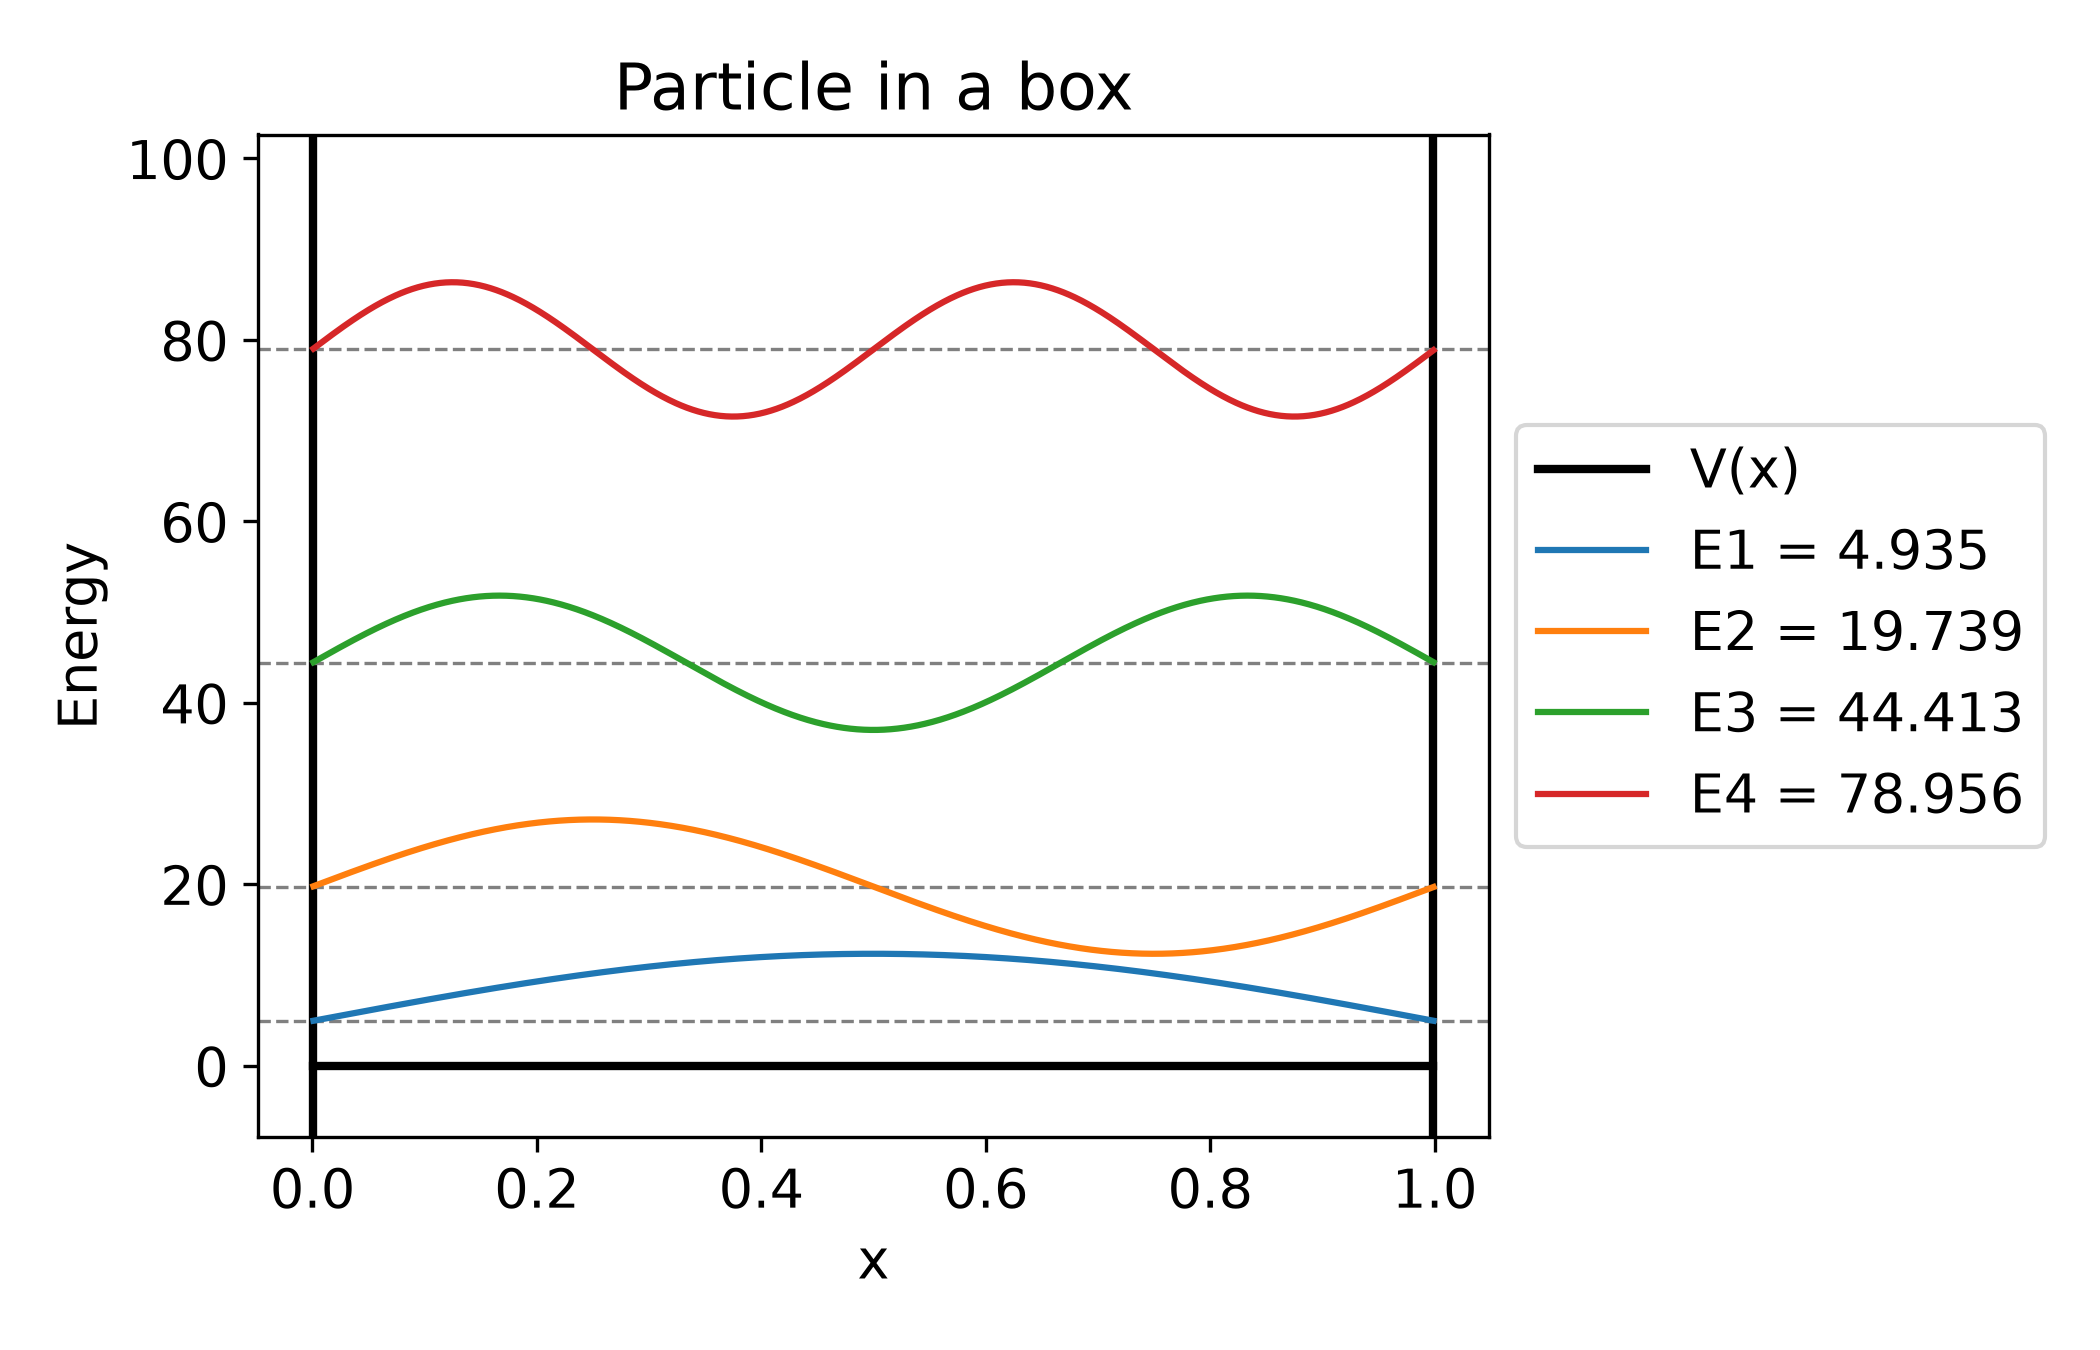 Particle in a box
100
80
60
40
20
0
Energy
0.0 0.2 0.4 0.6 0.8 1.0
x
V(x)
E1 = 4.935
E2 = 19.739
E3 = 44.413
E4 = 78.956